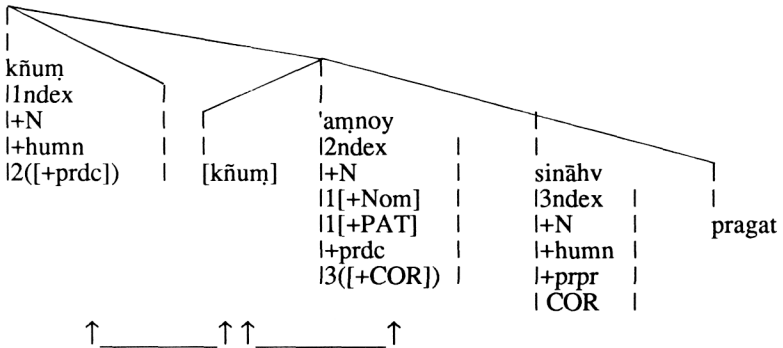 kñuṃ
1ndex
+N
+humn
2([+prdc])
[kñuṃ]
'aṃnoy
2ndex
+N
1[+Nom]
1[+PAT]
+prdc
3([+COR])
sināhv
3ndex
+N
+humn
+prpr
COR
pragat